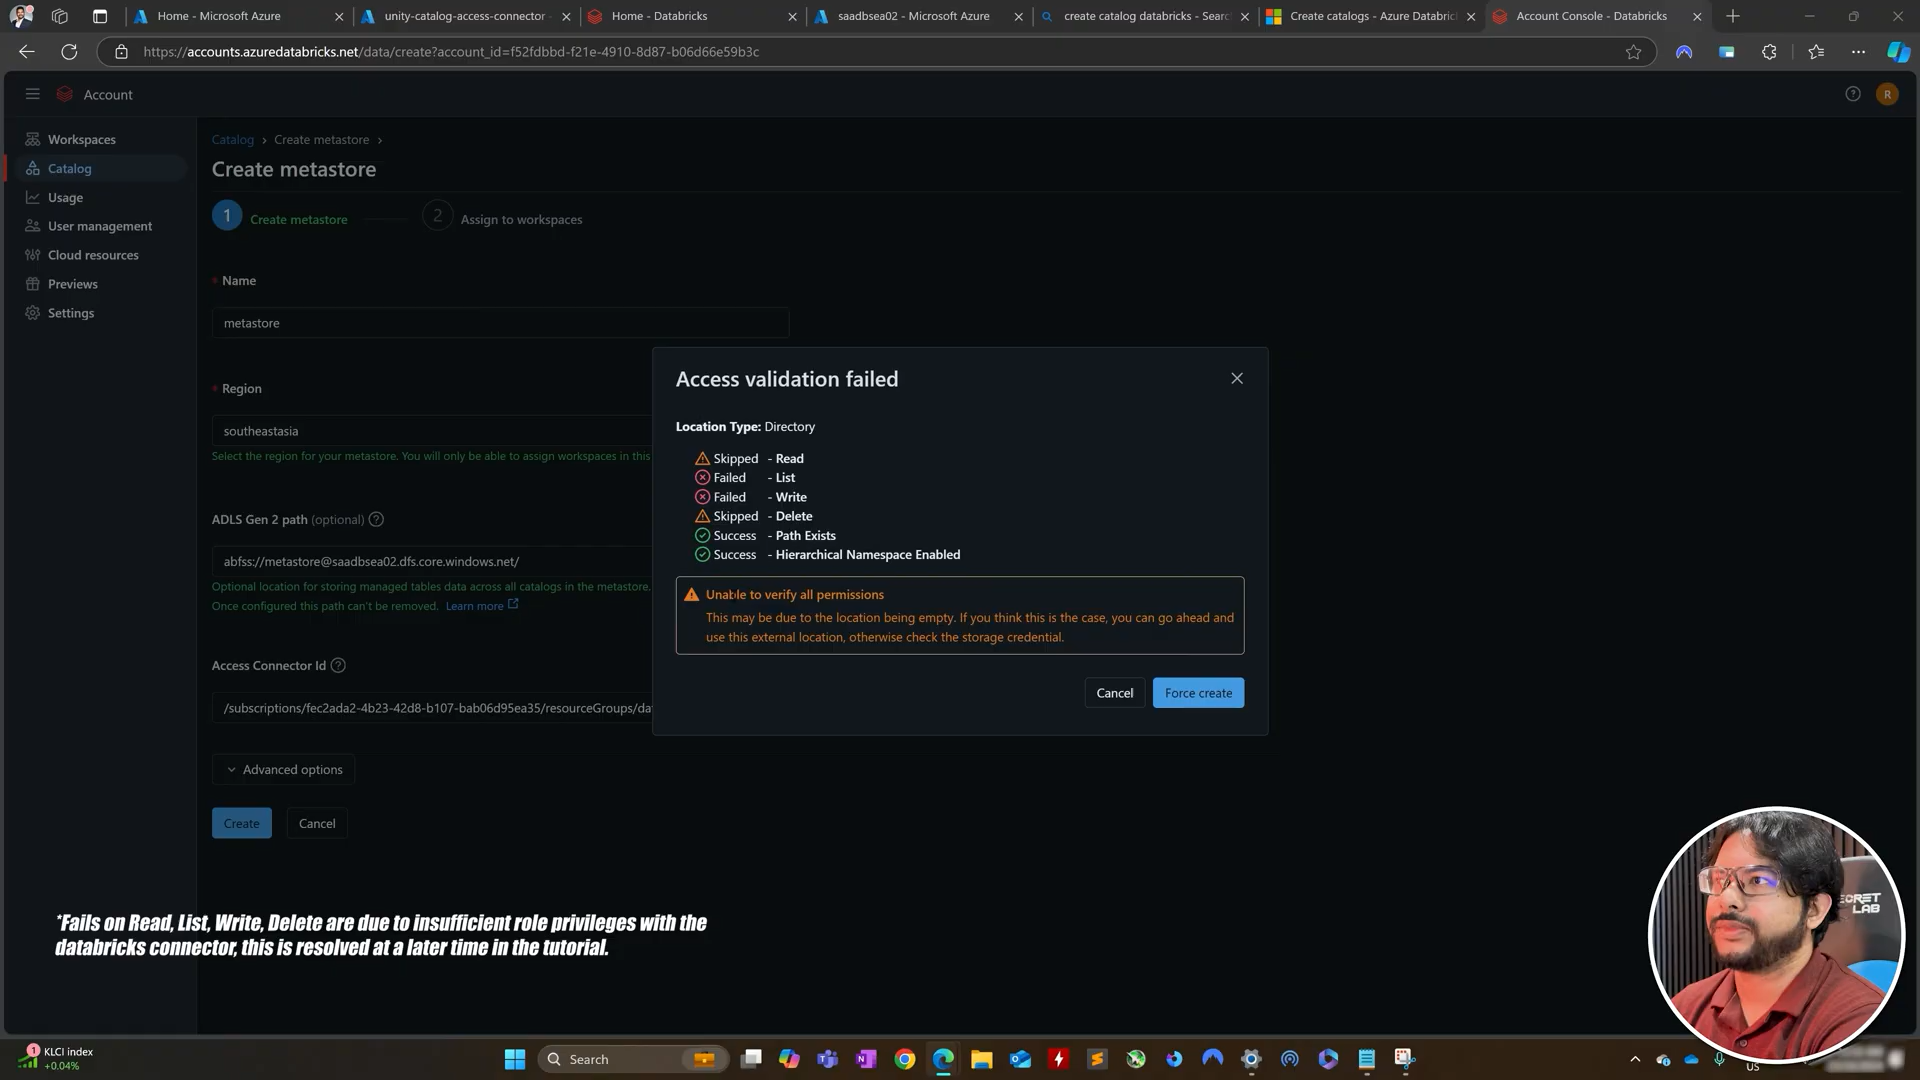 Home - Microsoft Azure
unity-catalog-access-connector -
Home - Databricks
saadbsea02 - Microsoft Azure
create catalog databricks - Searc
Create catalogs - Azure Databric
Account Console - Databricks
https://accounts.azuredatabricks.net/data/create?account_id=f52fdbbd-f21e-4910-8d87-b06d66e59b3c
Account
R
Workspaces
Catalog
Usage
User management
Cloud resources
Previews
Settings
Catalog › Create metastore ›
Create metastore
1 Create metastore
2 Assign to workspaces
* Name
metastore
* Region
southeastasia
Select the region for your metastore. You will only be able to assign workspaces in this
ADLS Gen 2 path (optional)
abfss://metastore@saadbsea02.dfs.core.windows.net/
Optional location for storing managed tables data across all catalogs in the metastore.
Once configured this path can't be removed. Learn more
Access Connector Id
/subscriptions/fec2ada2-4b23-42d8-b107-bab06d95ea35/resourceGroups/da
Advanced options
Create
Cancel
Access validation failed
Location Type: Directory
Skipped - Read
Failed - List
Failed - Write
Skipped - Delete
Success - Path Exists
Success - Hierarchical Namespace Enabled
Unable to verify all permissions
This may be due to the location being empty. If you think this is the case, you can go ahead and
use this external location, otherwise check the storage credential.
Cancel
Force create
*Fails on Read, List, Write, Delete are due to insufficient role privileges with the
databricks connector, this is resolved at a later time in the tutorial.
LAB
1
KLCI index
+0.04%
Search
US